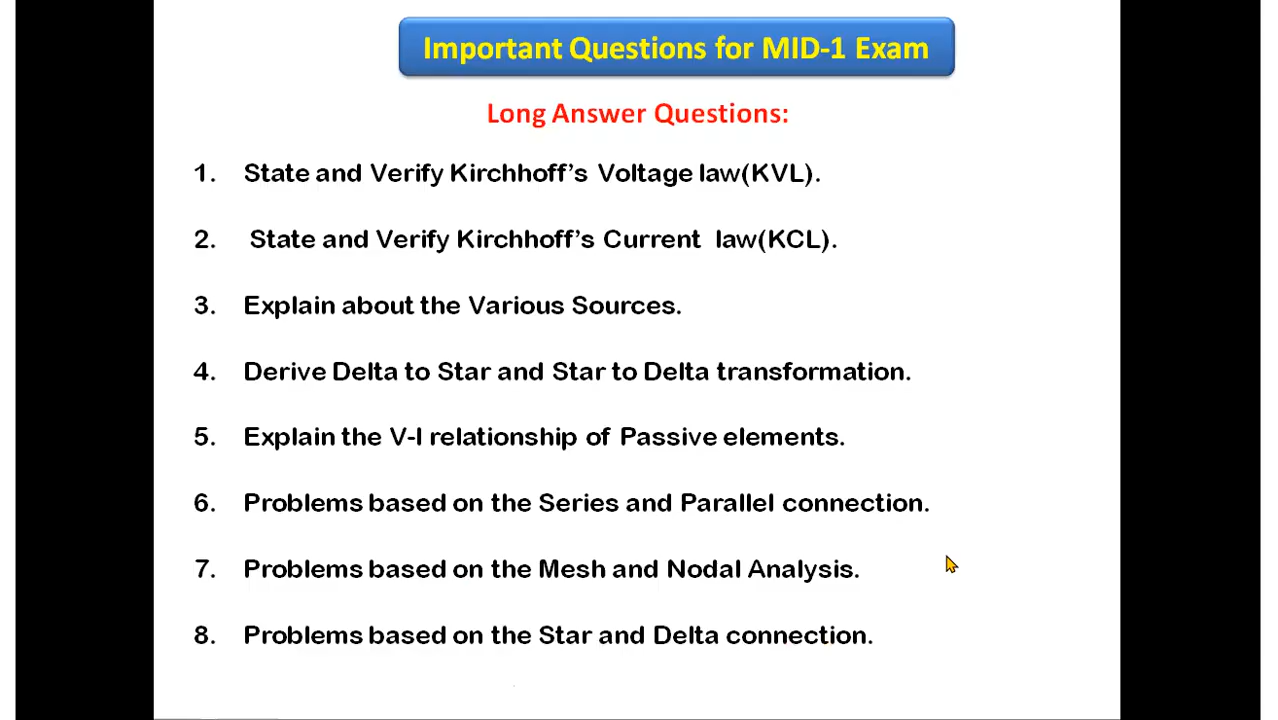 Important Questions for MID-1 Exam
Long Answer Questions:
1. State and Verify Kirchhoff’s Voltage law(KVL).
2. State and Verify Kirchhoff’s Current law(KCL).
3. Explain about the Various Sources.
4. Derive Delta to Star and Star to Delta transformation.
5. Explain the V-I relationship of Passive elements.
6. Problems based on the Series and Parallel connection.
7. Problems based on the Mesh and Nodal Analysis.
8. Problems based on the Star and Delta connection.